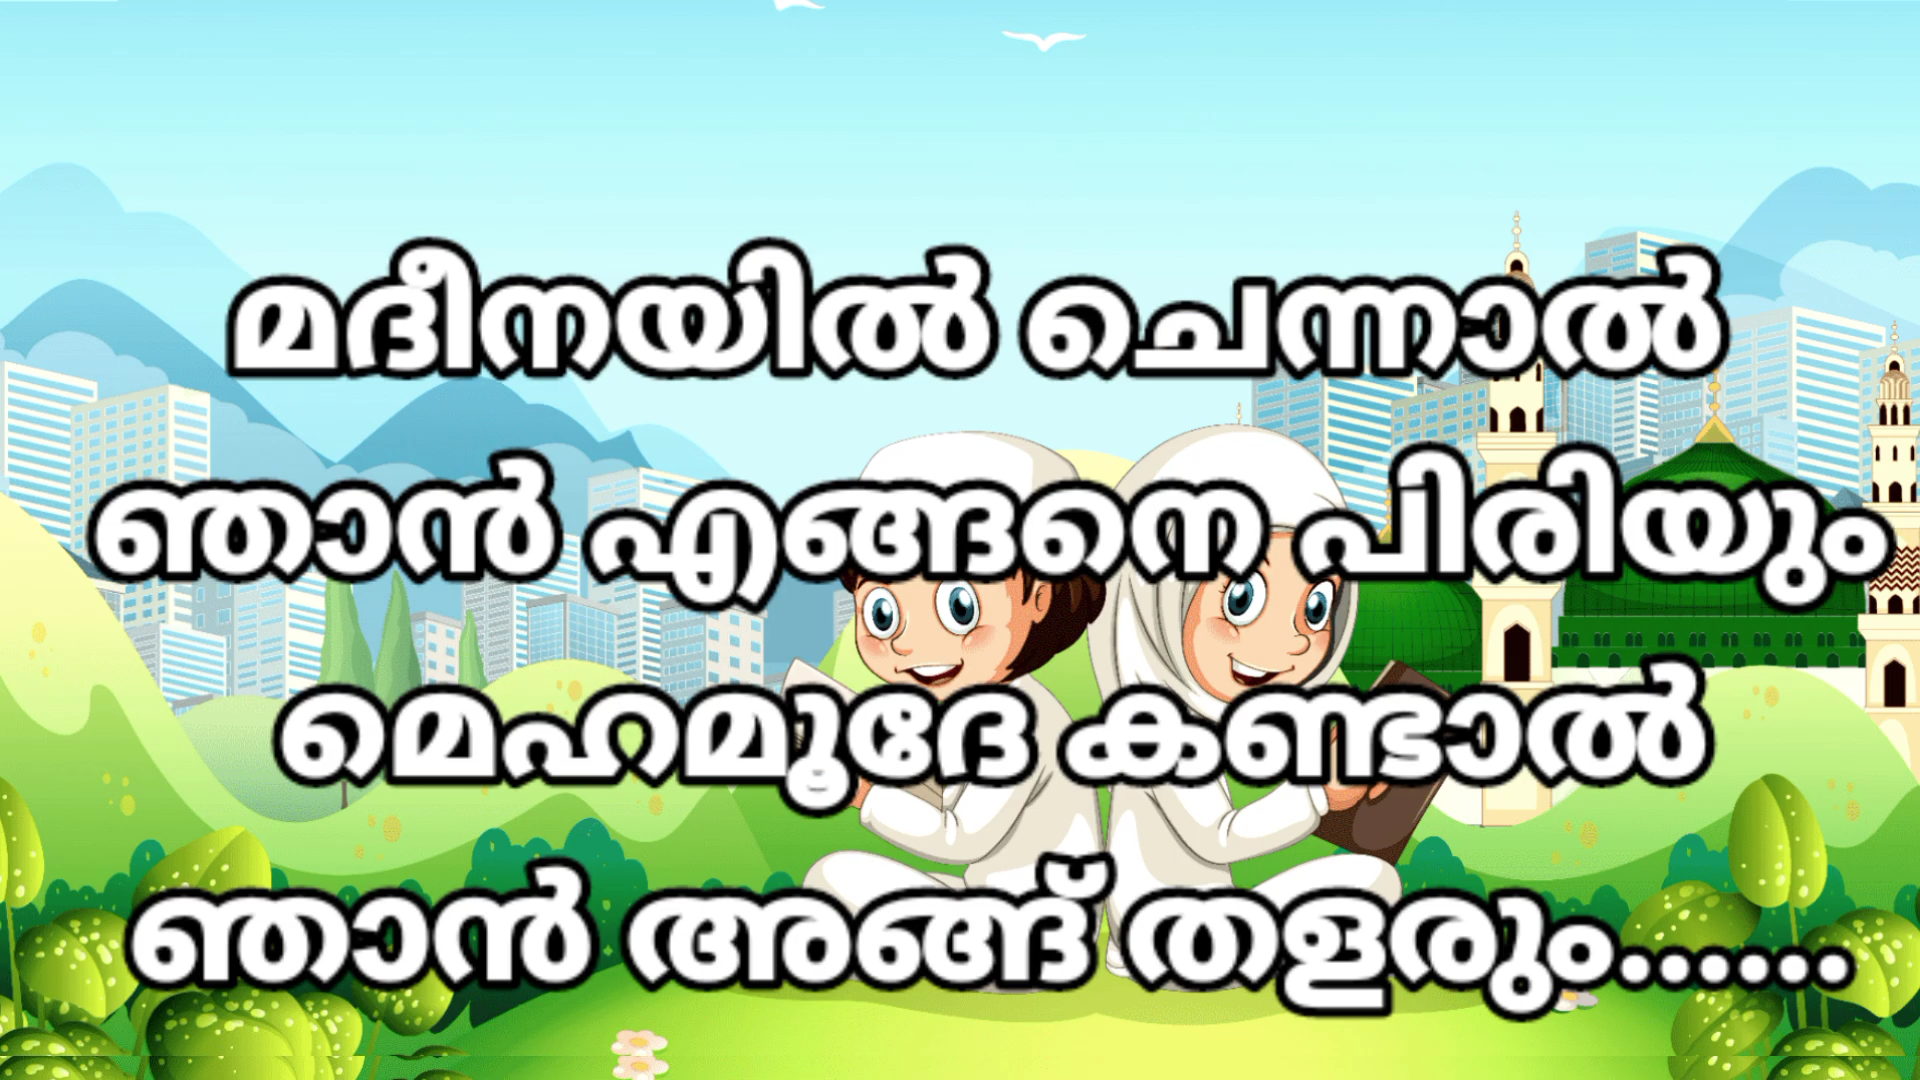 മദീനയിൽ ചെന്നാൽ
ഞാൻ എങ്ങനെ പിരിയും
മെഹമൂദേ കണ്ടാൽ
ഞാൻ അങ്ങ് തളരും......